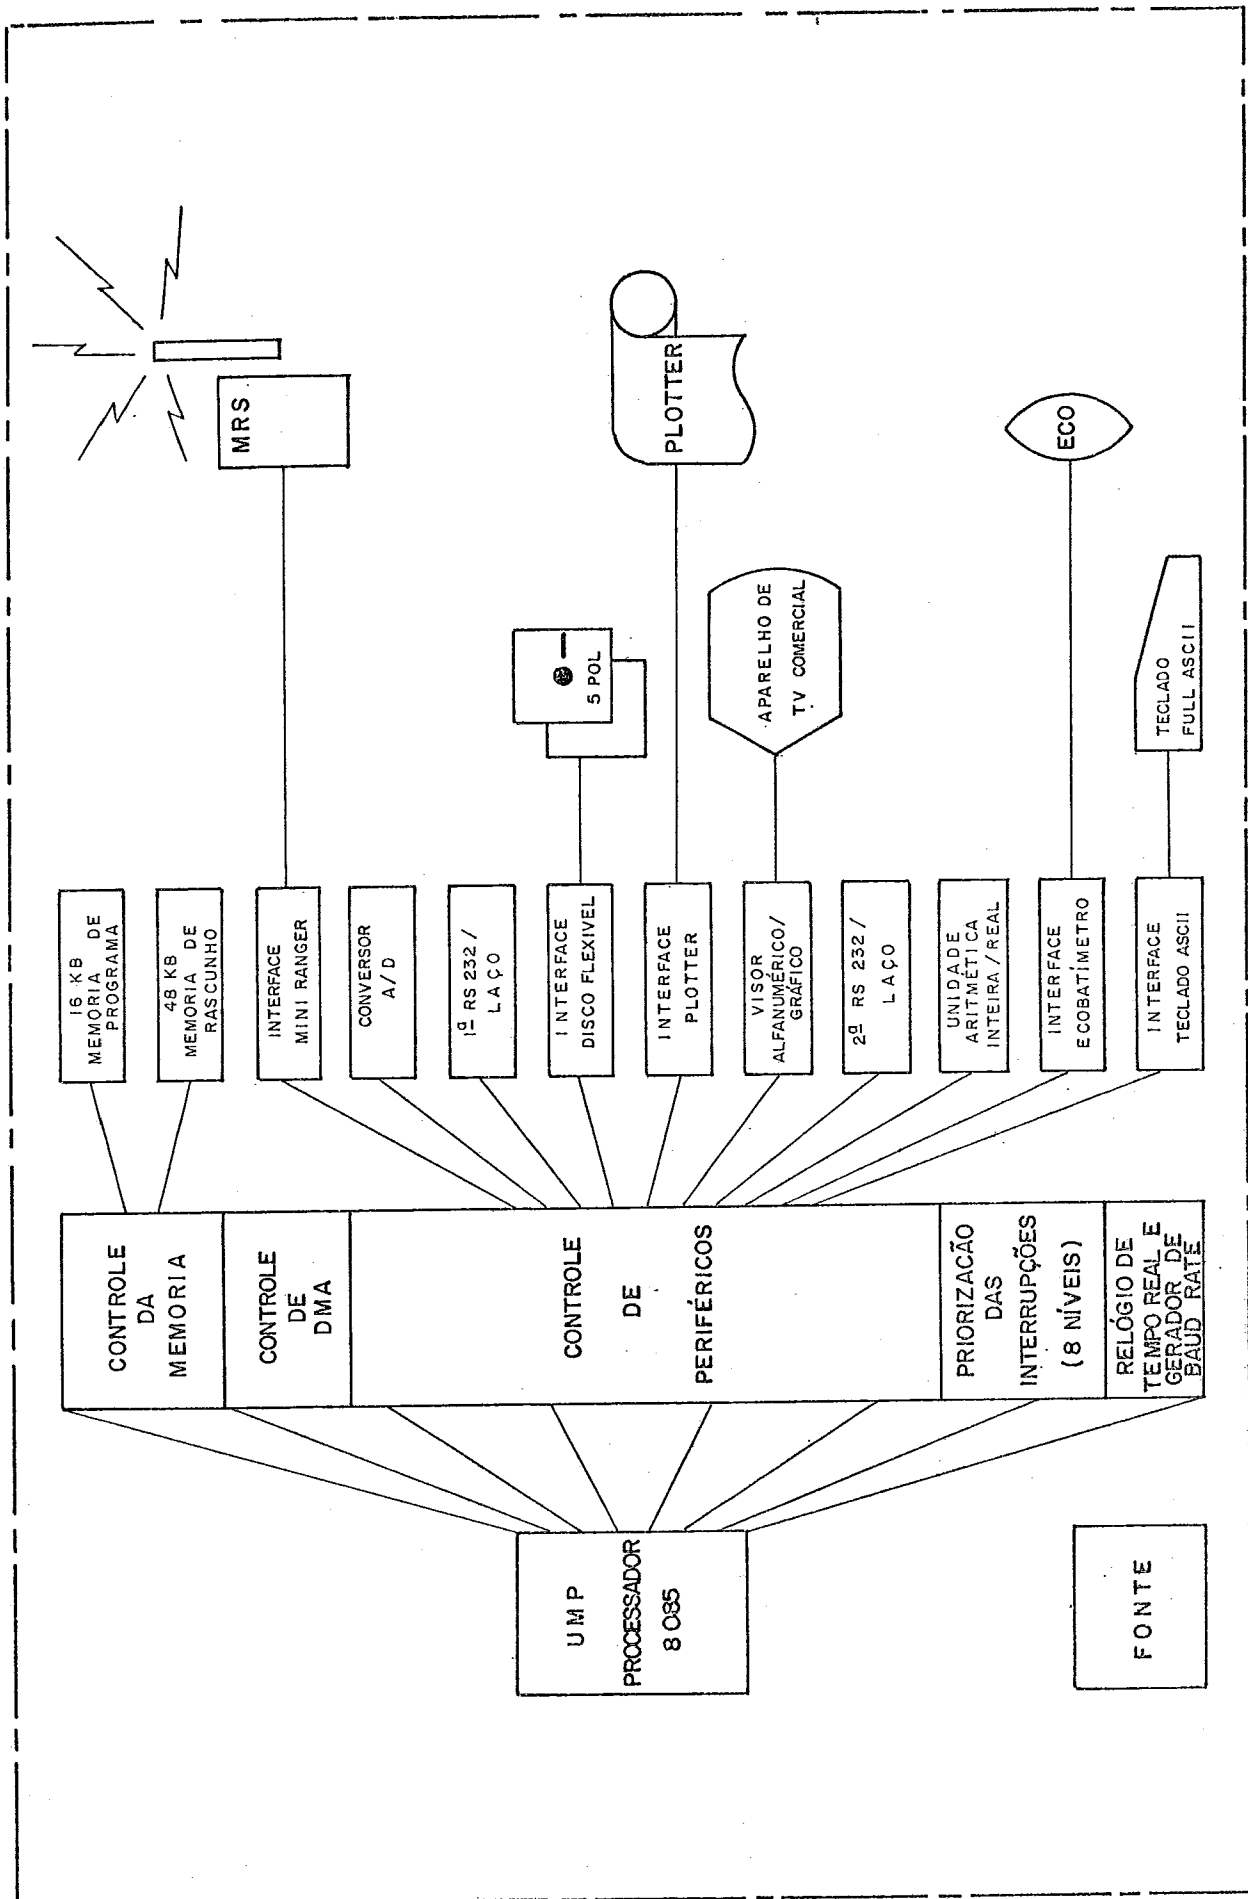 UMP
PROCESSADOR
8085
FONTE
CONTROLE
DA
MEMORIA
CONTROLE
DE
DMA
CONTROLE
DE
PERIFÉRICOS
PRIORIZACÃO
DAS
INTERRUPÇÕES
(8 NÍVEIS)
RELÓGIO DE
TEMPO REAL E
GERADOR DE
BAUD RATE
16 KB
MEMORIA DE
PROGRAMA
48 KB
MEMORIA DE
RASCUNHO
INTERFACE
MINI RANGER
CONVERSOR
A/D
1ª RS 232/
LAÇO
INTERFACE
DISCO FLEXIVEL
INTERFACE
PLOTTER
VISOR
ALFANUMÉRICO/
GRÁFICO
2ª RS 232/
LAÇO
UNIDADE
ARITMÉTICA
INTEIRA/REAL
INTERFACE
ECOBATÍMETRO
INTERFACE
TECLADO ASCII
MRS
5 POL
PLOTTER
APARELHO DE
TV COMERCIAL
ECO
TECLADO
FULL ASCII